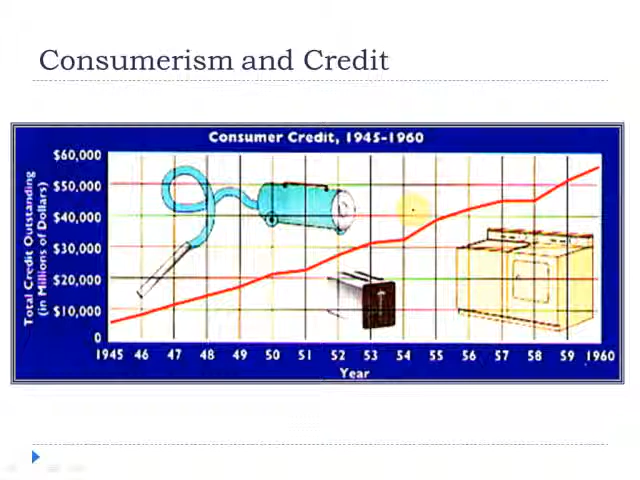 Consumerism and Credit
Consumer Credit, 1945-1960
Total Credit Outstanding
(in Millions of Dollars)
$60,000
$50,000
$40,000
$30,000
$20,000
$10,000
0
1945 46 47 48 49 50 51 52 53 54 55 56 57 58 59 1960
Year